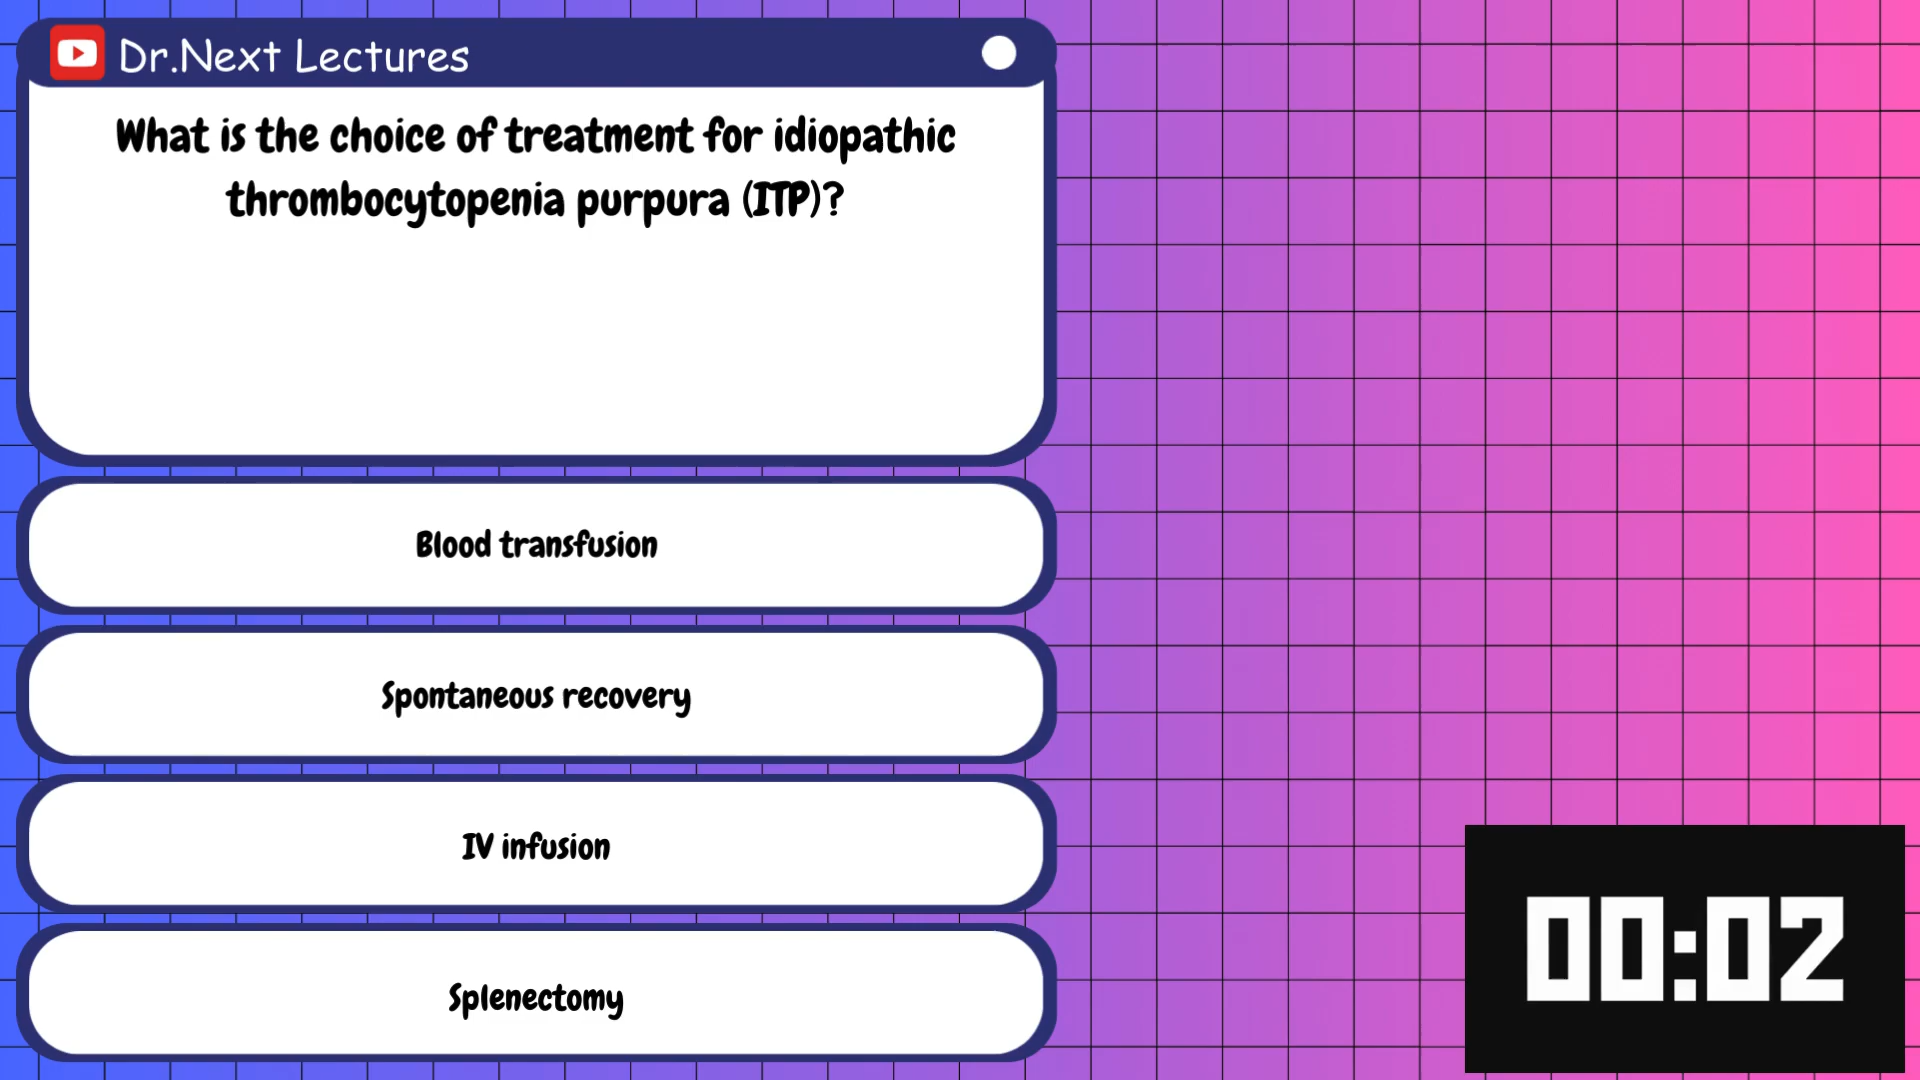 Dr.Next Lectures
What is the choice of treatment for idiopathic
thrombocytopenia purpura (ITP)?
Blood transfusion
Spontaneous recovery
IV infusion
Splenectomy
00:02